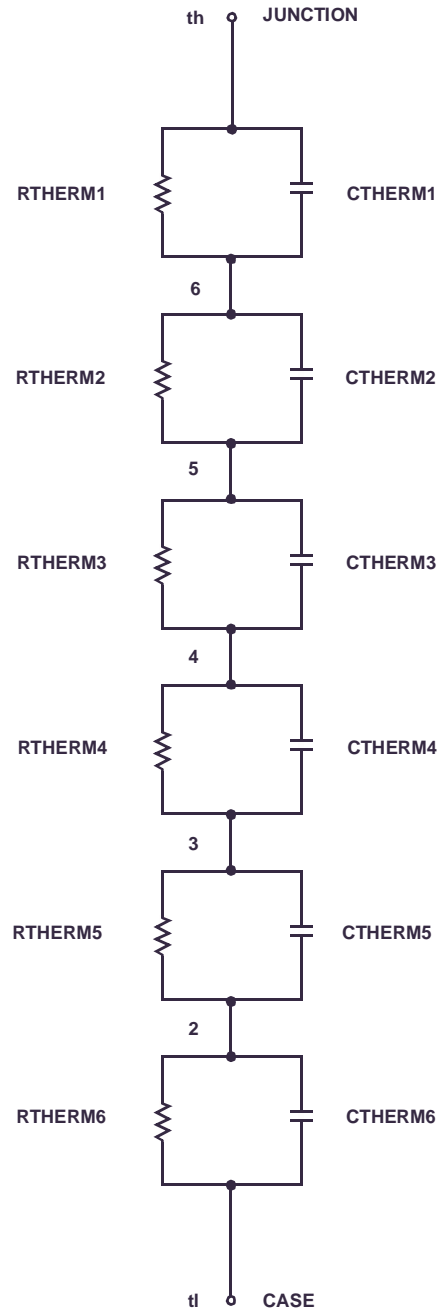 th JUNCTION
RTHERM1 CTHERM1
6
RTHERM2 CTHERM2
5
RTHERM3 CTHERM3
4
RTHERM4 CTHERM4
3
RTHERM5 CTHERM5
2
RTHERM6 CTHERM6
tl CASE